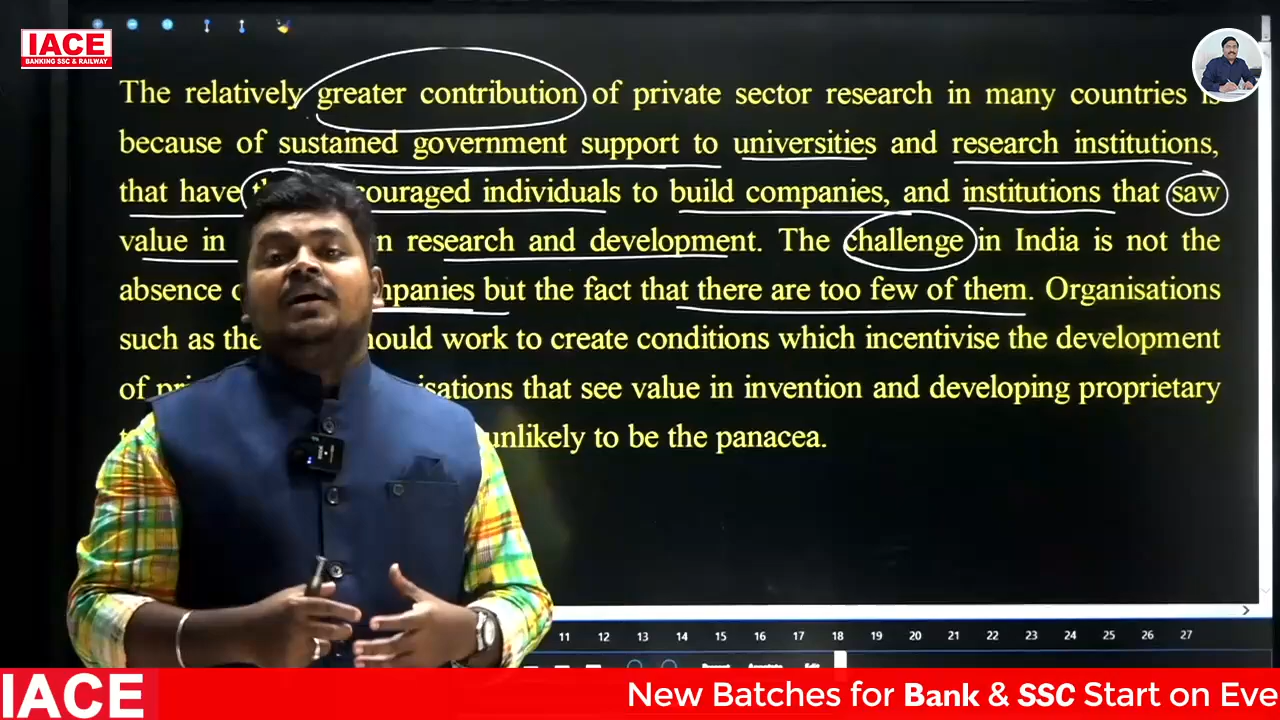 IACE
BANKING SSC & RAILWAY
The relatively greater contribution of private sector research in many countries is
because of sustained government support to universities and research institutions,
that have couraged individuals to build companies, and institutions that saw
value in research and development. The challenge in India is not the
absence but the fact that there are too few of them. Organisations
such as the should work to create conditions which incentivise the development
of that see value in invention and developing proprietary
unlikely to be the panacea.
11 12 13 14 15 16 17 18 19 20 21 22 23 24 25 26 27
IACE
New Batches for Bank & SSC Start on Eve